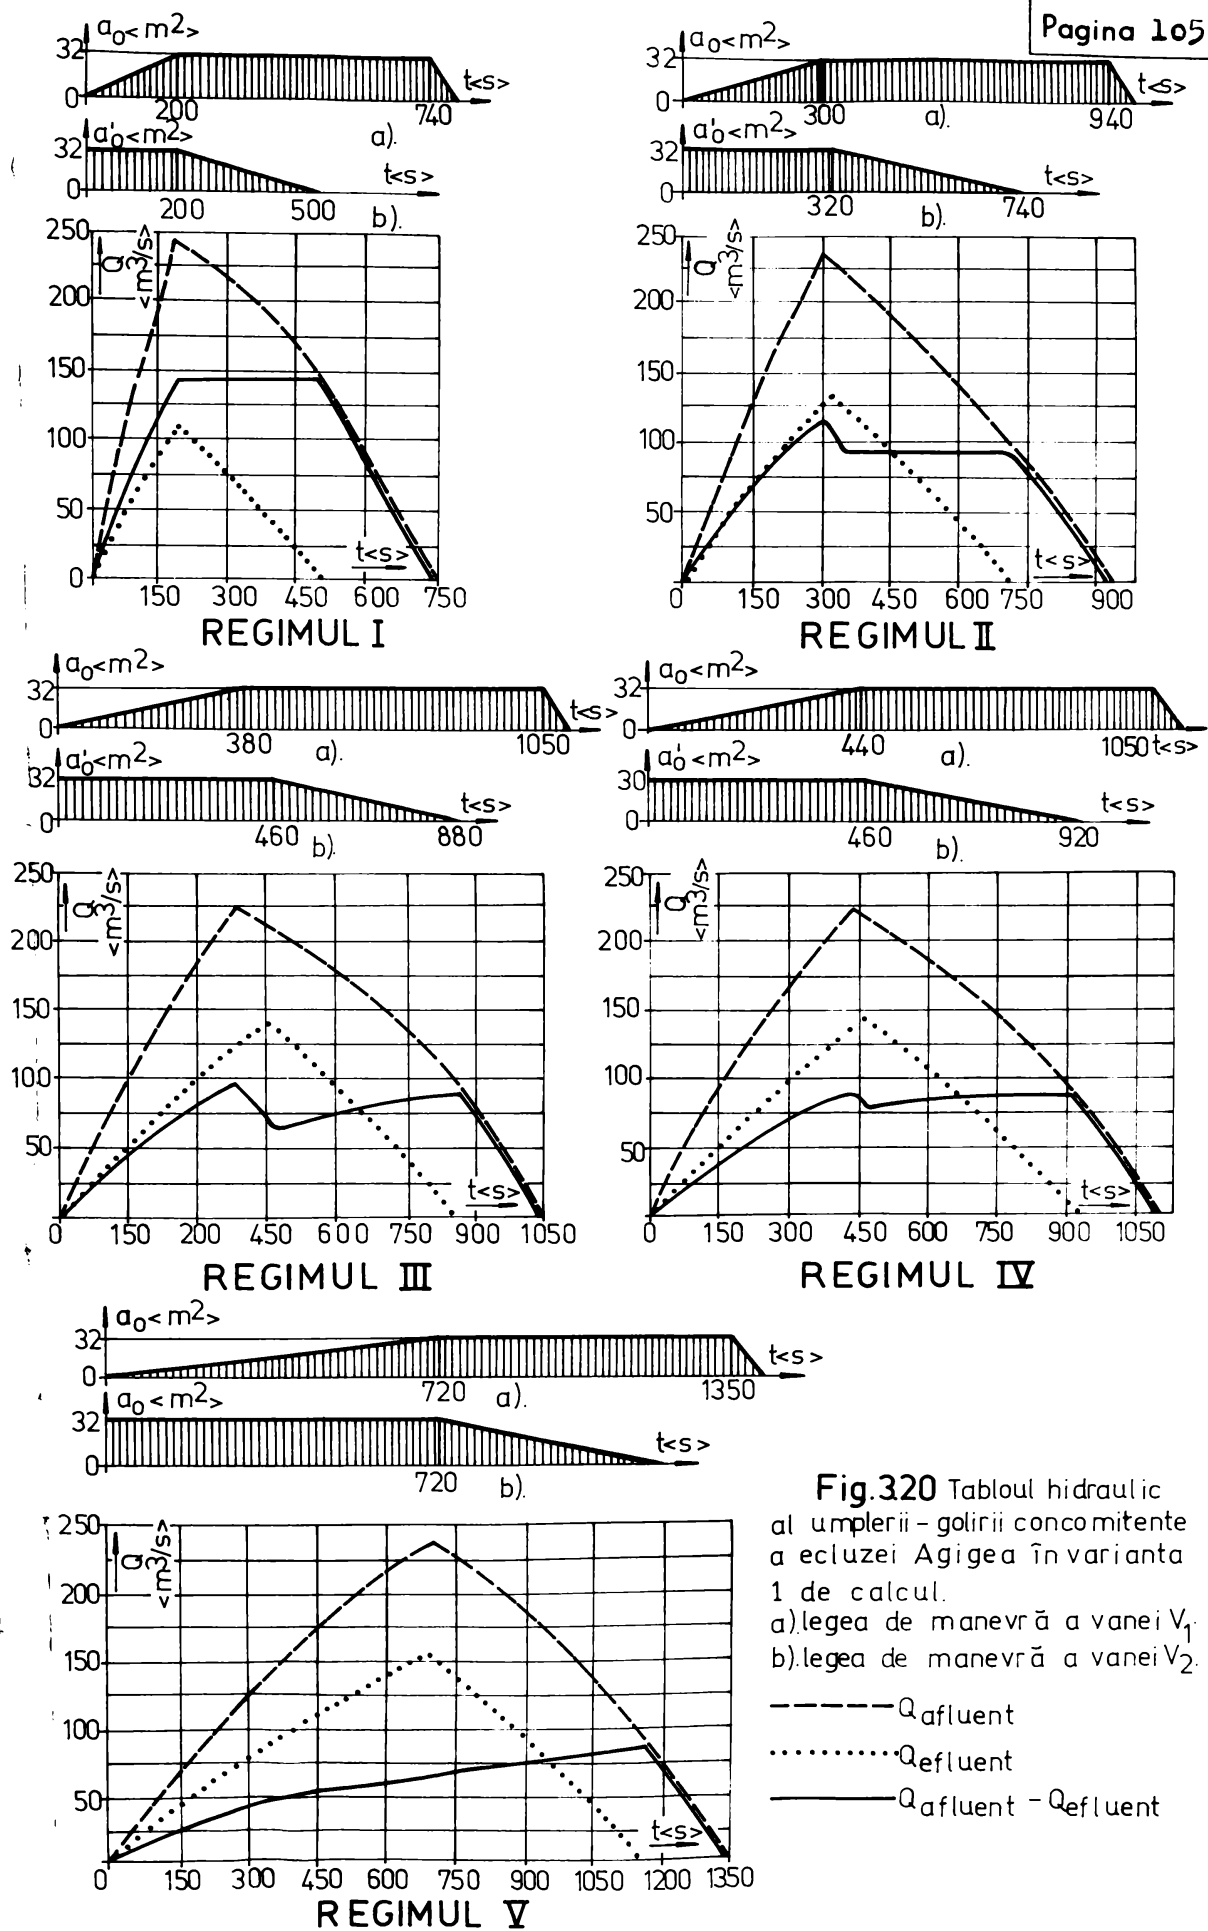 Pagina 105
a₀<m2>
32
0
200
740
t<s>
a).
a'₀<m2>
32
0
200
500
t<s>
b).
250
200
150
100
50
0
Q
<m3/s>
t<s>
150 300 450 600 750
REGIMUL I
a₀<m2>
32
0
300
a).
940
t<s>
a'₀<m2>
32
0
320
b).
740
t<s>
250
200
150
100
50
Q
<m3/s>
t<s>
0 150 300 450 600 750 900
REGIMUL II
a₀<m2>
32
0
380
a).
1050
t<s>
a'₀<m2>
32
0
460
b).
880
t<s>
250
200
150
100
50
Q
<m3/s>
t<s>
0 150 200 450 600 750 900 1050
REGIMUL III
a₀<m2>
32
0
440
a).
1050
t<s>
a'₀<m2>
30
0
460
b).
920
t<s>
250
200
150
100
50
Q
<m3/s>
t<s>
0 150 300 450 600 750 900 1050
REGIMUL IV
a₀<m2>
32
0
720
a).
1350
t<s>
a₀<m2>
32
0
720
b).
t<s>
250
200
150
100
50
Q
<m3/s>
t<s>
0 150 300 450 600 750 900 1050 1200 1350
REGIMUL V
Fig.3.20 Tabloul hidraulic
al umplerii - golirii concomitente
a ecluzei Agigea în varianta
1 de calcul.
a).legea de manevră a vanei V₁.
b).legea de manevră a vanei V₂.
Qafluent
Qefluent
Qafluent - Qefluent